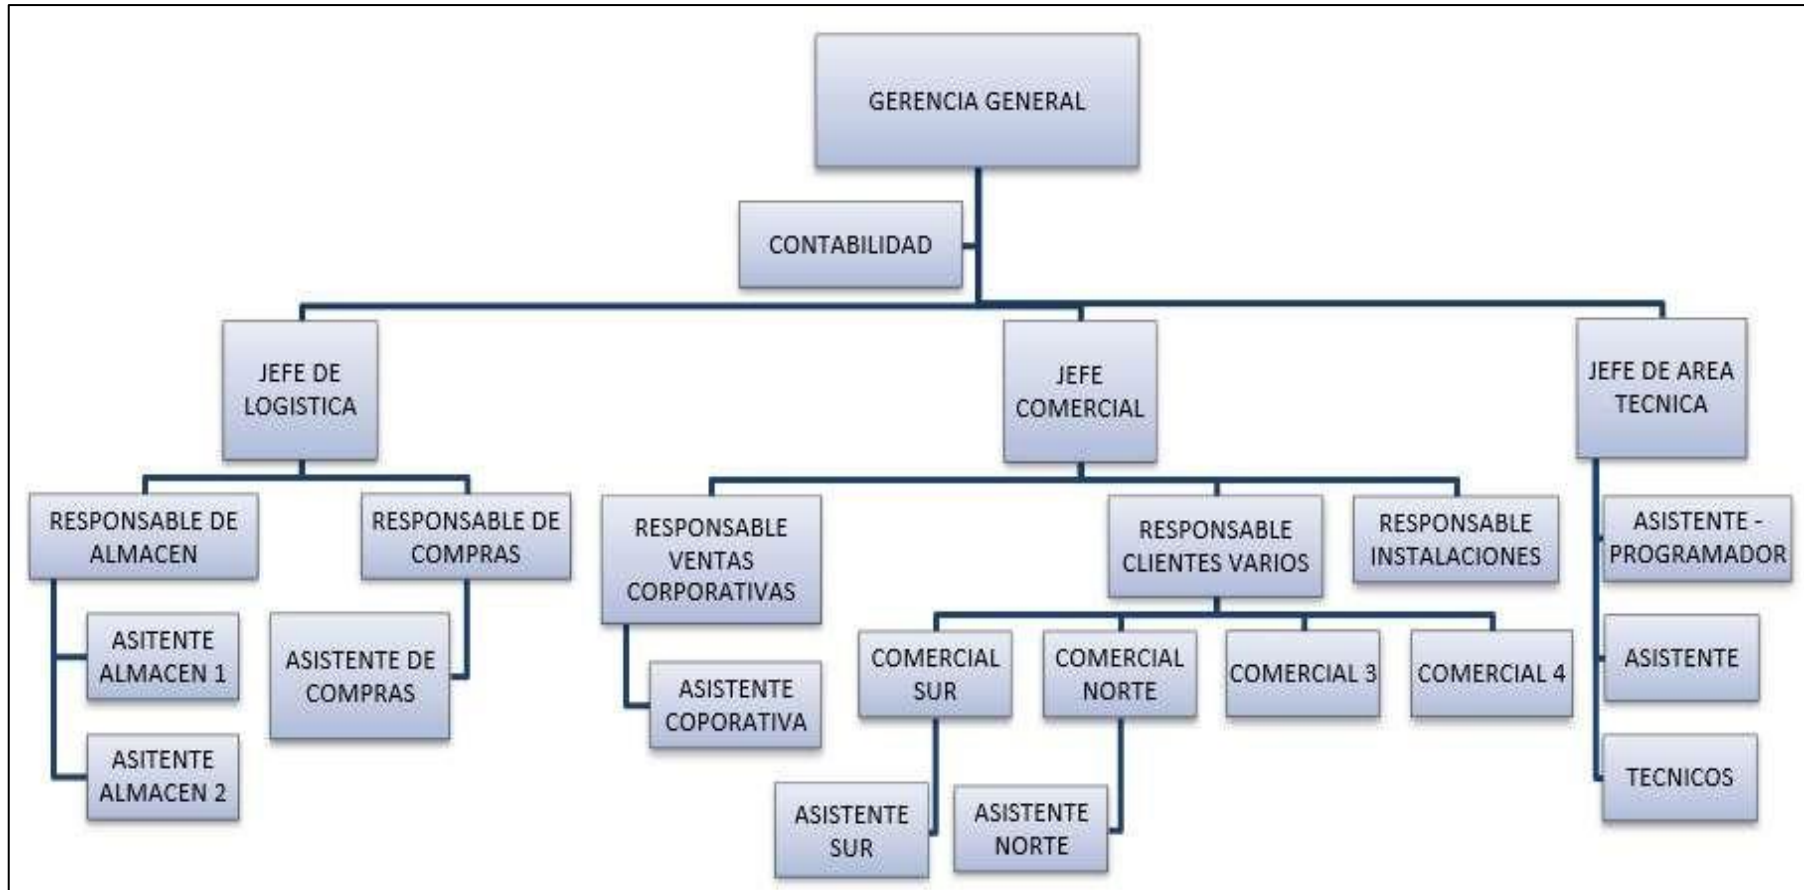 GERENCIA GENERAL
CONTABILIDAD
JEFE DE
LOGISTICA
JEFE
COMERCIAL
JEFE DE AREA
TECNICA
RESPONSABLE DE
ALMACEN
RESPONSABLE DE
COMPRAS
RESPONSABLE
VENTAS
CORPORATIVAS
RESPONSABLE
CLIENTES VARIOS
RESPONSABLE
INSTALACIONES
ASISTENTE -
PROGRAMADOR
ASITENTE
ALMACEN 1
ASISTENTE DE
COMPRAS
ASISTENTE
COPORATIVA
COMERCIAL
SUR
COMERCIAL
NORTE
COMERCIAL 3
COMERCIAL 4
ASISTENTE
ASITENTE
ALMACEN 2
ASISTENTE
SUR
ASISTENTE
NORTE
TECNICOS